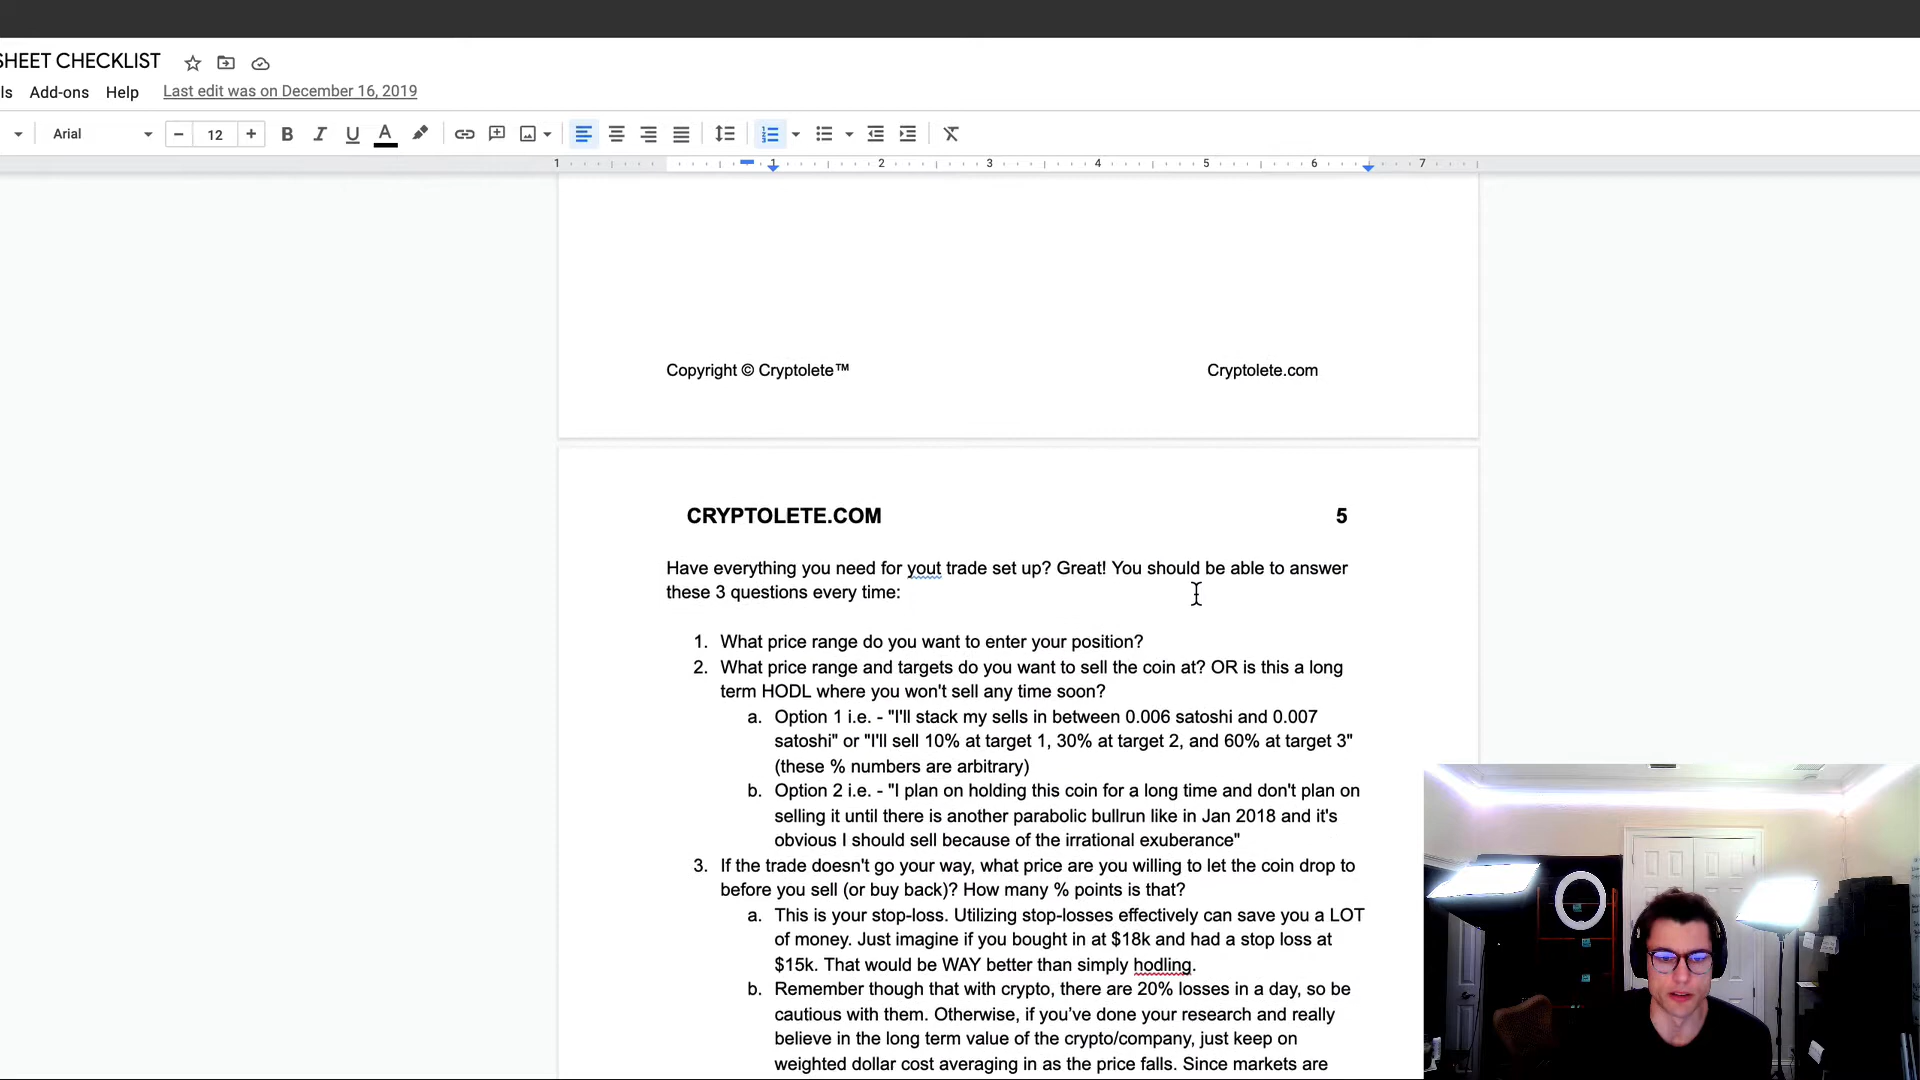 SHEET CHECKLIST
ls Add-ons Help Last edit was on December 16, 2019
Arial 12 B I U A
1 1 2 3 4 5 6 7
Copyright © Cryptolete™ Cryptolete.com
CRYPTOLETE.COM 5
Have everything you need for yout trade set up? Great! You should be able to answer
these 3 questions every time:
1. What price range do you want to enter your position?
2. What price range and targets do you want to sell the coin at? OR is this a long
term HODL where you won't sell any time soon?
a. Option 1 i.e. - "I'll stack my sells in between 0.006 satoshi and 0.007
satoshi" or "I'll sell 10% at target 1, 30% at target 2, and 60% at target 3"
(these % numbers are arbitrary)
b. Option 2 i.e. - "I plan on holding this coin for a long time and don't plan on
selling it until there is another parabolic bullrun like in Jan 2018 and it's
obvious I should sell because of the irrational exuberance"
3. If the trade doesn't go your way, what price are you willing to let the coin drop to
before you sell (or buy back)? How many % points is that?
a. This is your stop-loss. Utilizing stop-losses effectively can save you a LOT
of money. Just imagine if you bought in at $18k and had a stop loss at
$15k. That would be WAY better than simply hodling.
b. Remember though that with crypto, there are 20% losses in a day, so be
cautious with them. Otherwise, if you’ve done your research and really
believe in the long term value of the crypto/company, just keep on
weighted dollar cost averaging in as the price falls. Since markets are